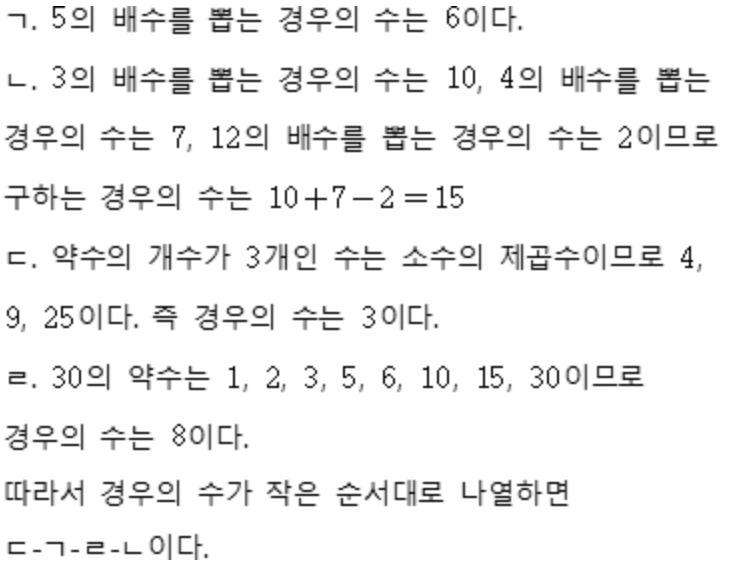 ㄱ. 5의 배수를 뽑는 경우의 수는 6이다.
ㄴ. 3의 배수를 뽑는 경우의 수는 10, 4의 배수를 뽑는
경우의 수는 7, 12의 배수를 뽑는 경우의 수는 2이므로
구하는 경우의 수는 10+7-2=15
ㄷ. 약수의 개수가 3개인 수는 소수의 제곱수이므로 4,
9, 25이다. 즉 경우의 수는 3이다.
ㄹ. 30의 약수는 1, 2, 3, 5, 6, 10, 15, 30이므로
경우의 수는 8이다.
따라서 경우의 수가 작은 순서대로 나열하면
ㄷ-ㄱ-ㄹ-ㄴ이다.